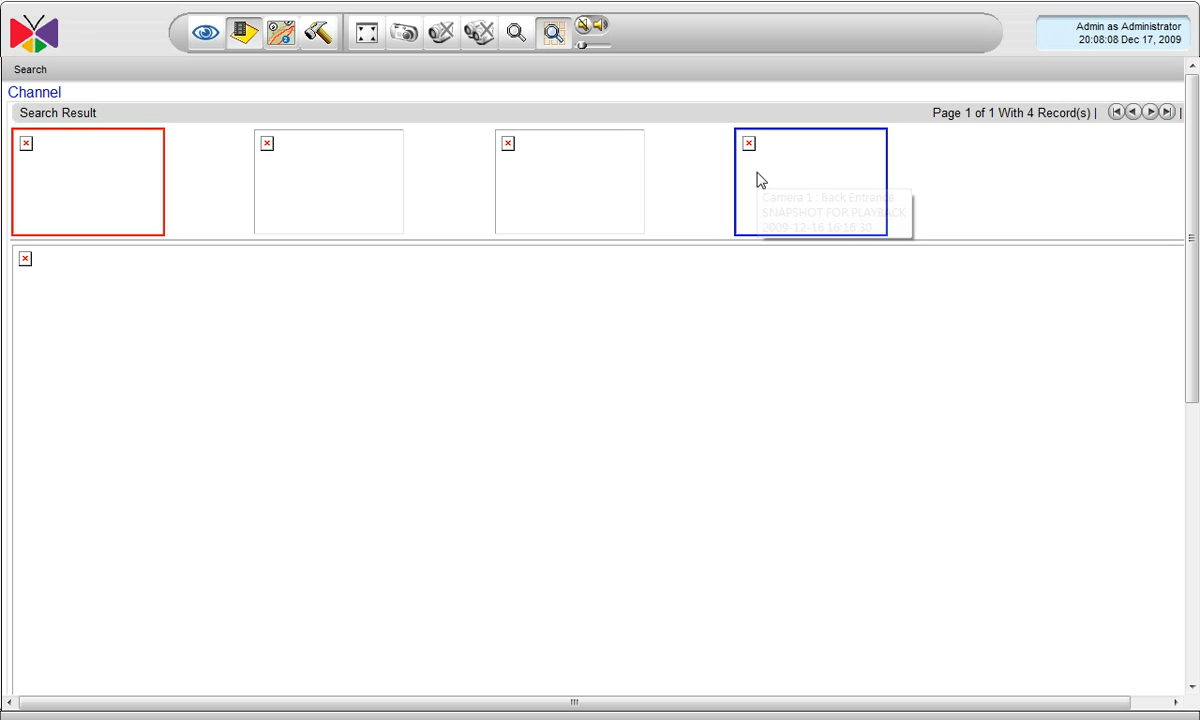 Admin as Administrator
20:08:08 Dec 17, 2009
Search
Channel
Search Result
Page 1 of 1 With 4 Record(s) |
|
Camera 1 : Back Entrance
SNAPSHOT FOR PLAYBACK
2009-12-16 16:16:30